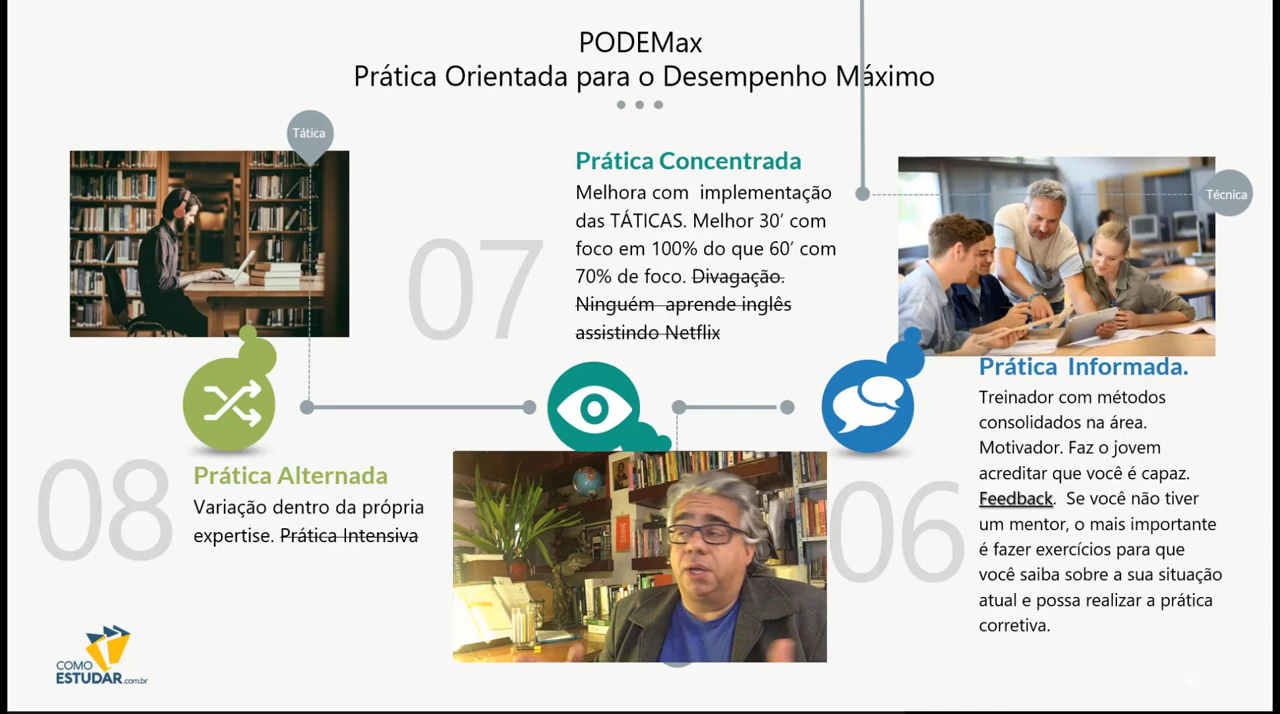 PODEMax
Prática Orientada para o Desempenho Máximo
Tática
Prática Concentrada
Melhora com implementação
das TÁTICAS. Melhor 30’ com
foco em 100% do que 60’ com
70% de foco. Divagação.
Ninguém aprende inglês
assistindo Netflix
07
Técnica
Prática Informada.
Treinador com métodos
consolidados na área.
Motivador. Faz o jovem
acreditar que você é capaz.
Feedback. Se você não tiver
um mentor, o mais importante
é fazer exercícios para que
você saiba sobre a sua situação
atual e possa realizar a prática
corretiva.
06
08
Prática Alternada
Variação dentro da própria
expertise. Prática Intensiva
COMO
ESTUDAR.com.br